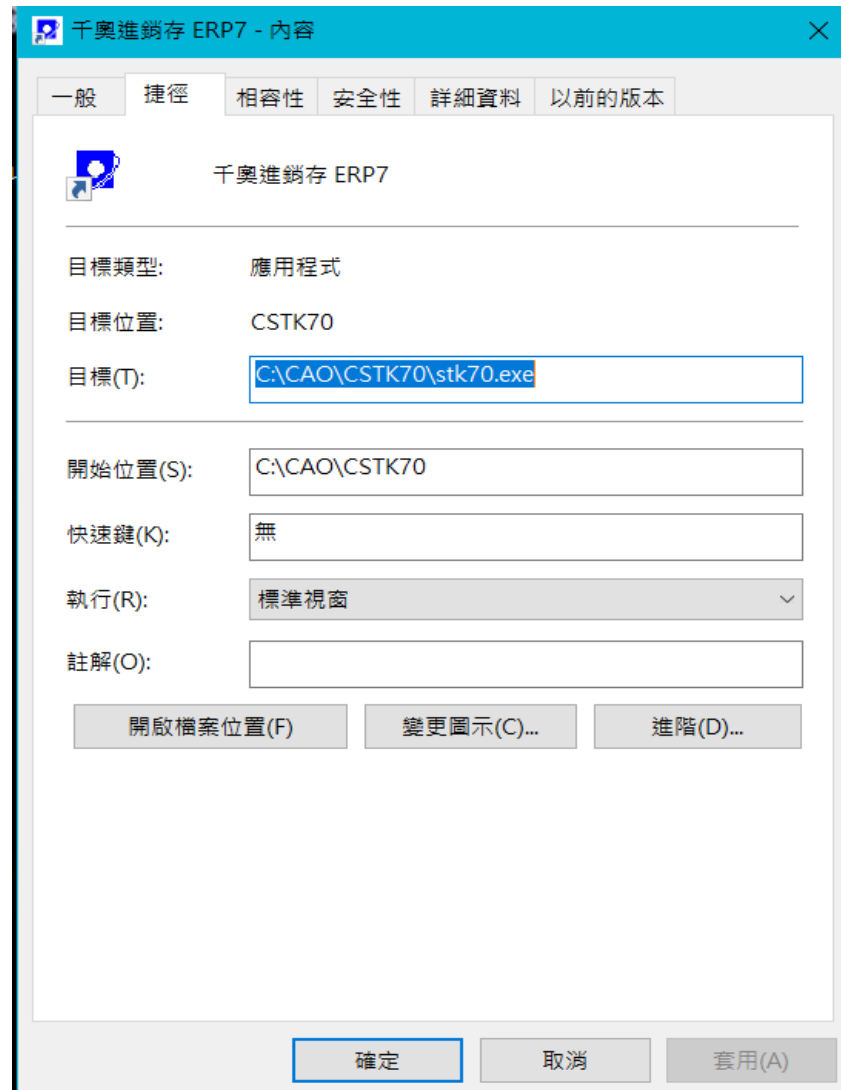 千奧進銷存 ERP7 - 內容
一般 捷徑 相容性 安全性 詳細資料 以前的版本
千奧進銷存 ERP7
目標類型: 應用程式
目標位置: CSTK70
目標(T): C:\CAO\CSTK70\stk70.exe
開始位置(S): C:\CAO\CSTK70
快速鍵(K): 無
執行(R): 標準視窗
註解(O):
開啟檔案位置(F) 變更圖示(C)... 進階(D)...
確定 取消 套用(A)